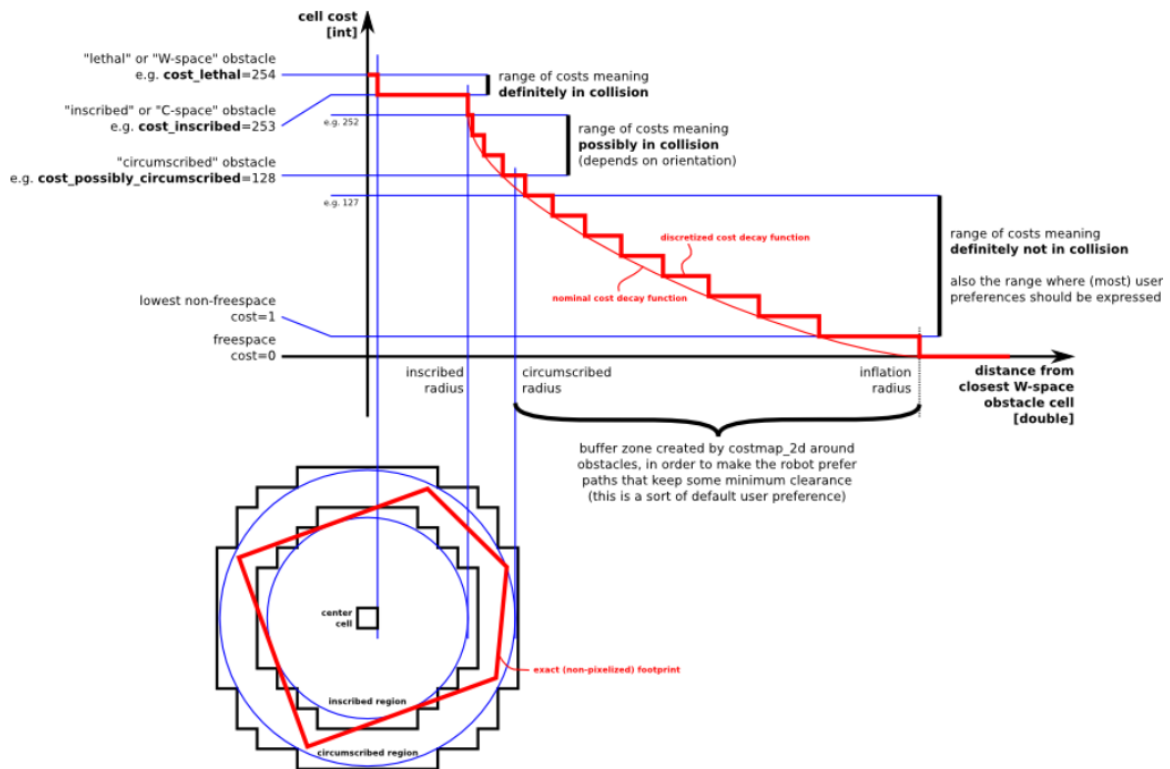 cell cost
[int]
"lethal" or "W-space" obstacle
e.g. cost_lethal=254
range of costs meaning
definitely in collision
"inscribed" or "C-space" obstacle
e.g. cost_inscribed=253
e.g. 252
range of costs meaning
possibly in collision
(depends on orientation)
"circumscribed" obstacle
e.g. cost_possibly_circumscribed=128
e.g. 127
discretized cost decay function
range of costs meaning
definitely not in collision
also the range where (most) user
preferences should be expressed
nominal cost decay function
lowest non-freespace
cost=1
freespace
cost=0
inscribed
radius
circumscribed
radius
inflation
radius
distance from
closest W-space
obstacle cell
[double]
buffer zone created by costmap_2d around
obstacles, in order to make the robot prefer
paths that keep some minimum clearance
(this is a sort of default user preference)
center
cell
exact (non-pixelized) footprint
inscribed region
circumscribed region